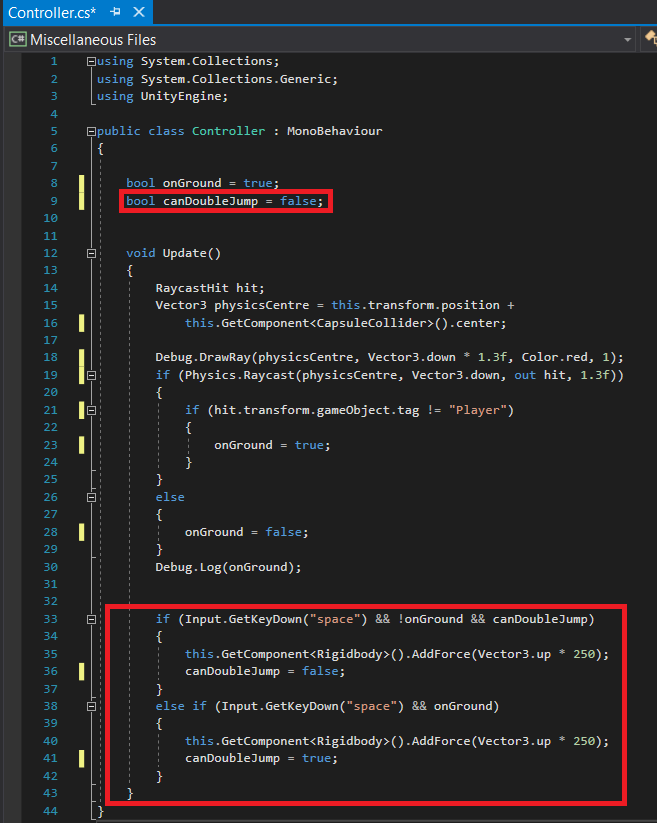 Controller.cs*
C# Miscellaneous Files
1 using System.Collections;
2 using System.Collections.Generic;
3 using UnityEngine;
4
5 public class Controller : MonoBehaviour
6 {
7
8 bool onGround = true;
9 bool canDoubleJump = false;
10
11
12 void Update()
13 {
14 RaycastHit hit;
15 Vector3 physicsCentre = this.transform.position +
16 this.GetComponent<CapsuleCollider>().center;
17
18 Debug.DrawRay(physicsCentre, Vector3.down * 1.3f, Color.red, 1);
19 if (Physics.Raycast(physicsCentre, Vector3.down, out hit, 1.3f))
20 {
21 if (hit.transform.gameObject.tag != "Player")
22 {
23 onGround = true;
24 }
25 }
26 else
27 {
28 onGround = false;
29 }
30 Debug.Log(onGround);
31
32
33 if (Input.GetKeyDown("space") && !onGround && canDoubleJump)
34 {
35 this.GetComponent<Rigidbody>().AddForce(Vector3.up * 250);
36 canDoubleJump = false;
37 }
38 else if (Input.GetKeyDown("space") && onGround)
39 {
40 this.GetComponent<Rigidbody>().AddForce(Vector3.up * 250);
41 canDoubleJump = true;
42 }
43 }
44 }